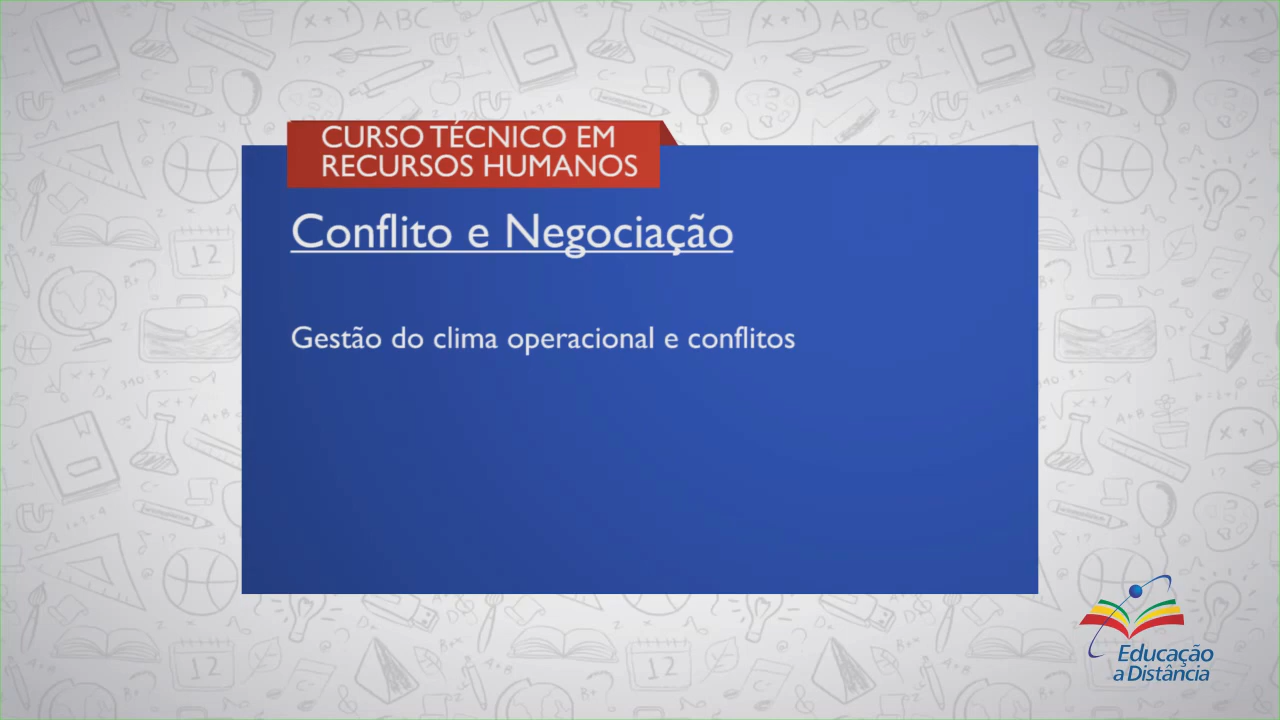 CURSO TÉCNICO EM
RECURSOS HUMANOS
Conflito e Negociação
Gestão do clima operacional e conflitos
Educação
a Distância